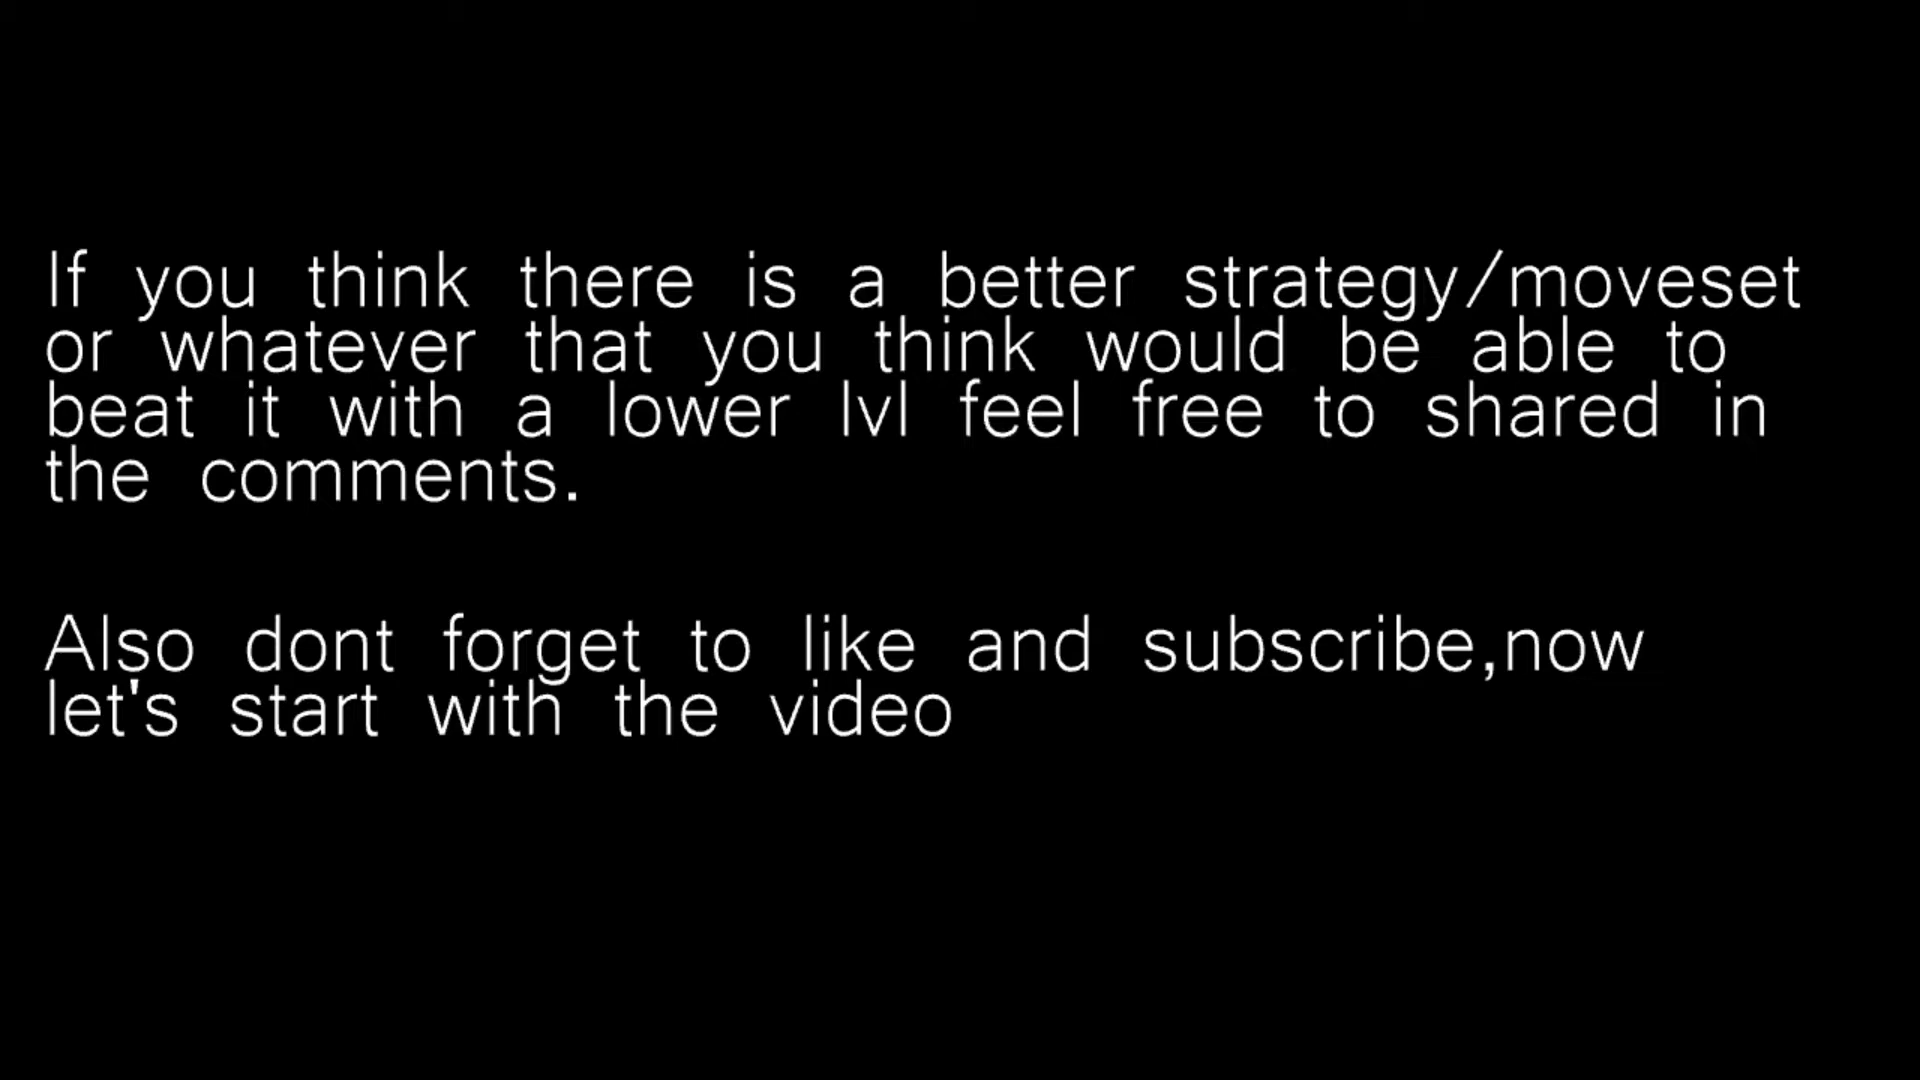 If you think there is a better strategy/moveset
or whatever that you think would be able to
beat it with a lower lvl feel free to shared in
the comments.
Also dont forget to like and subscribe,now
let's start with the video